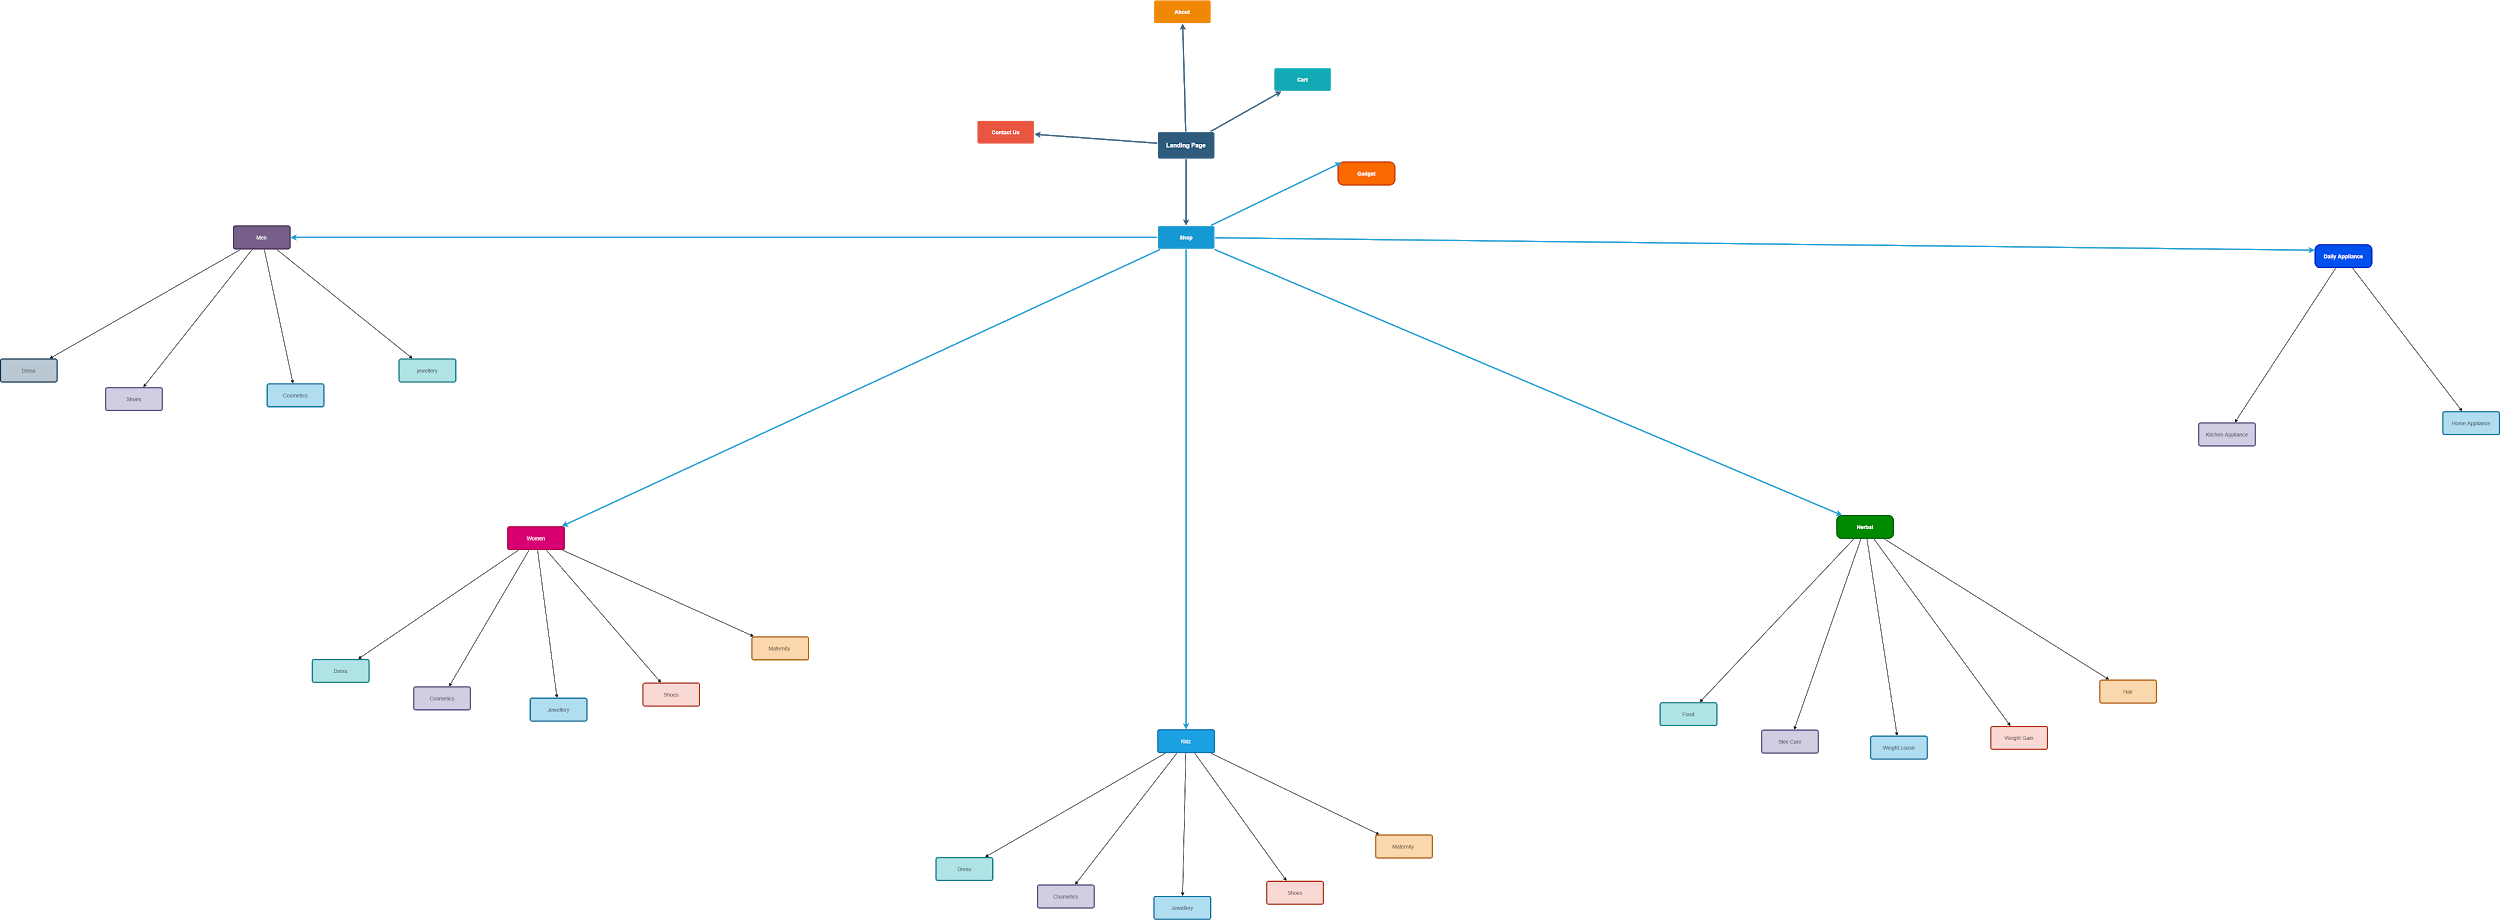 About
Cart
Contact Us
Landing Page
Gadget
Men
Shop
Daily Appliance
Dress
Shoes
Cosmetics
jewellery
Kitchen Appliance
Home Appliance
Women
Herbal
Dress
Cosmetics
Jewellery
Shoes
Maternity
Food
Skin Care
Weight Loose
Weight Gain
Hair
Kidz
Dress
Cosmetics
Jewellery
Shoes
Maternity